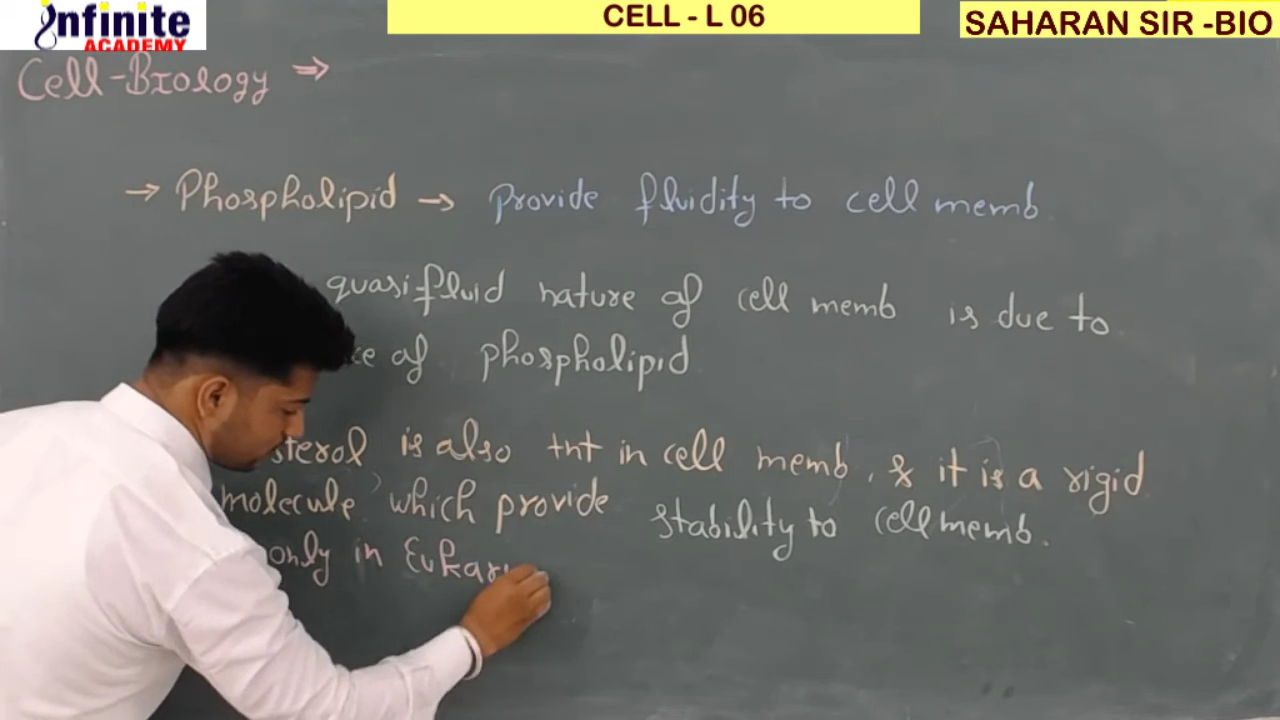 infinite
ACADEMY
CELL - L 06
SAHARAN SIR -BIO
Cell-Biology →
→ Phospholipid → provide fluidity to cell memb
quasifluid nature of cell memb is due to
of phospholipid
is also tnt in cell memb, & it is a rigid
molecule which provide stability to cell memb.
only in